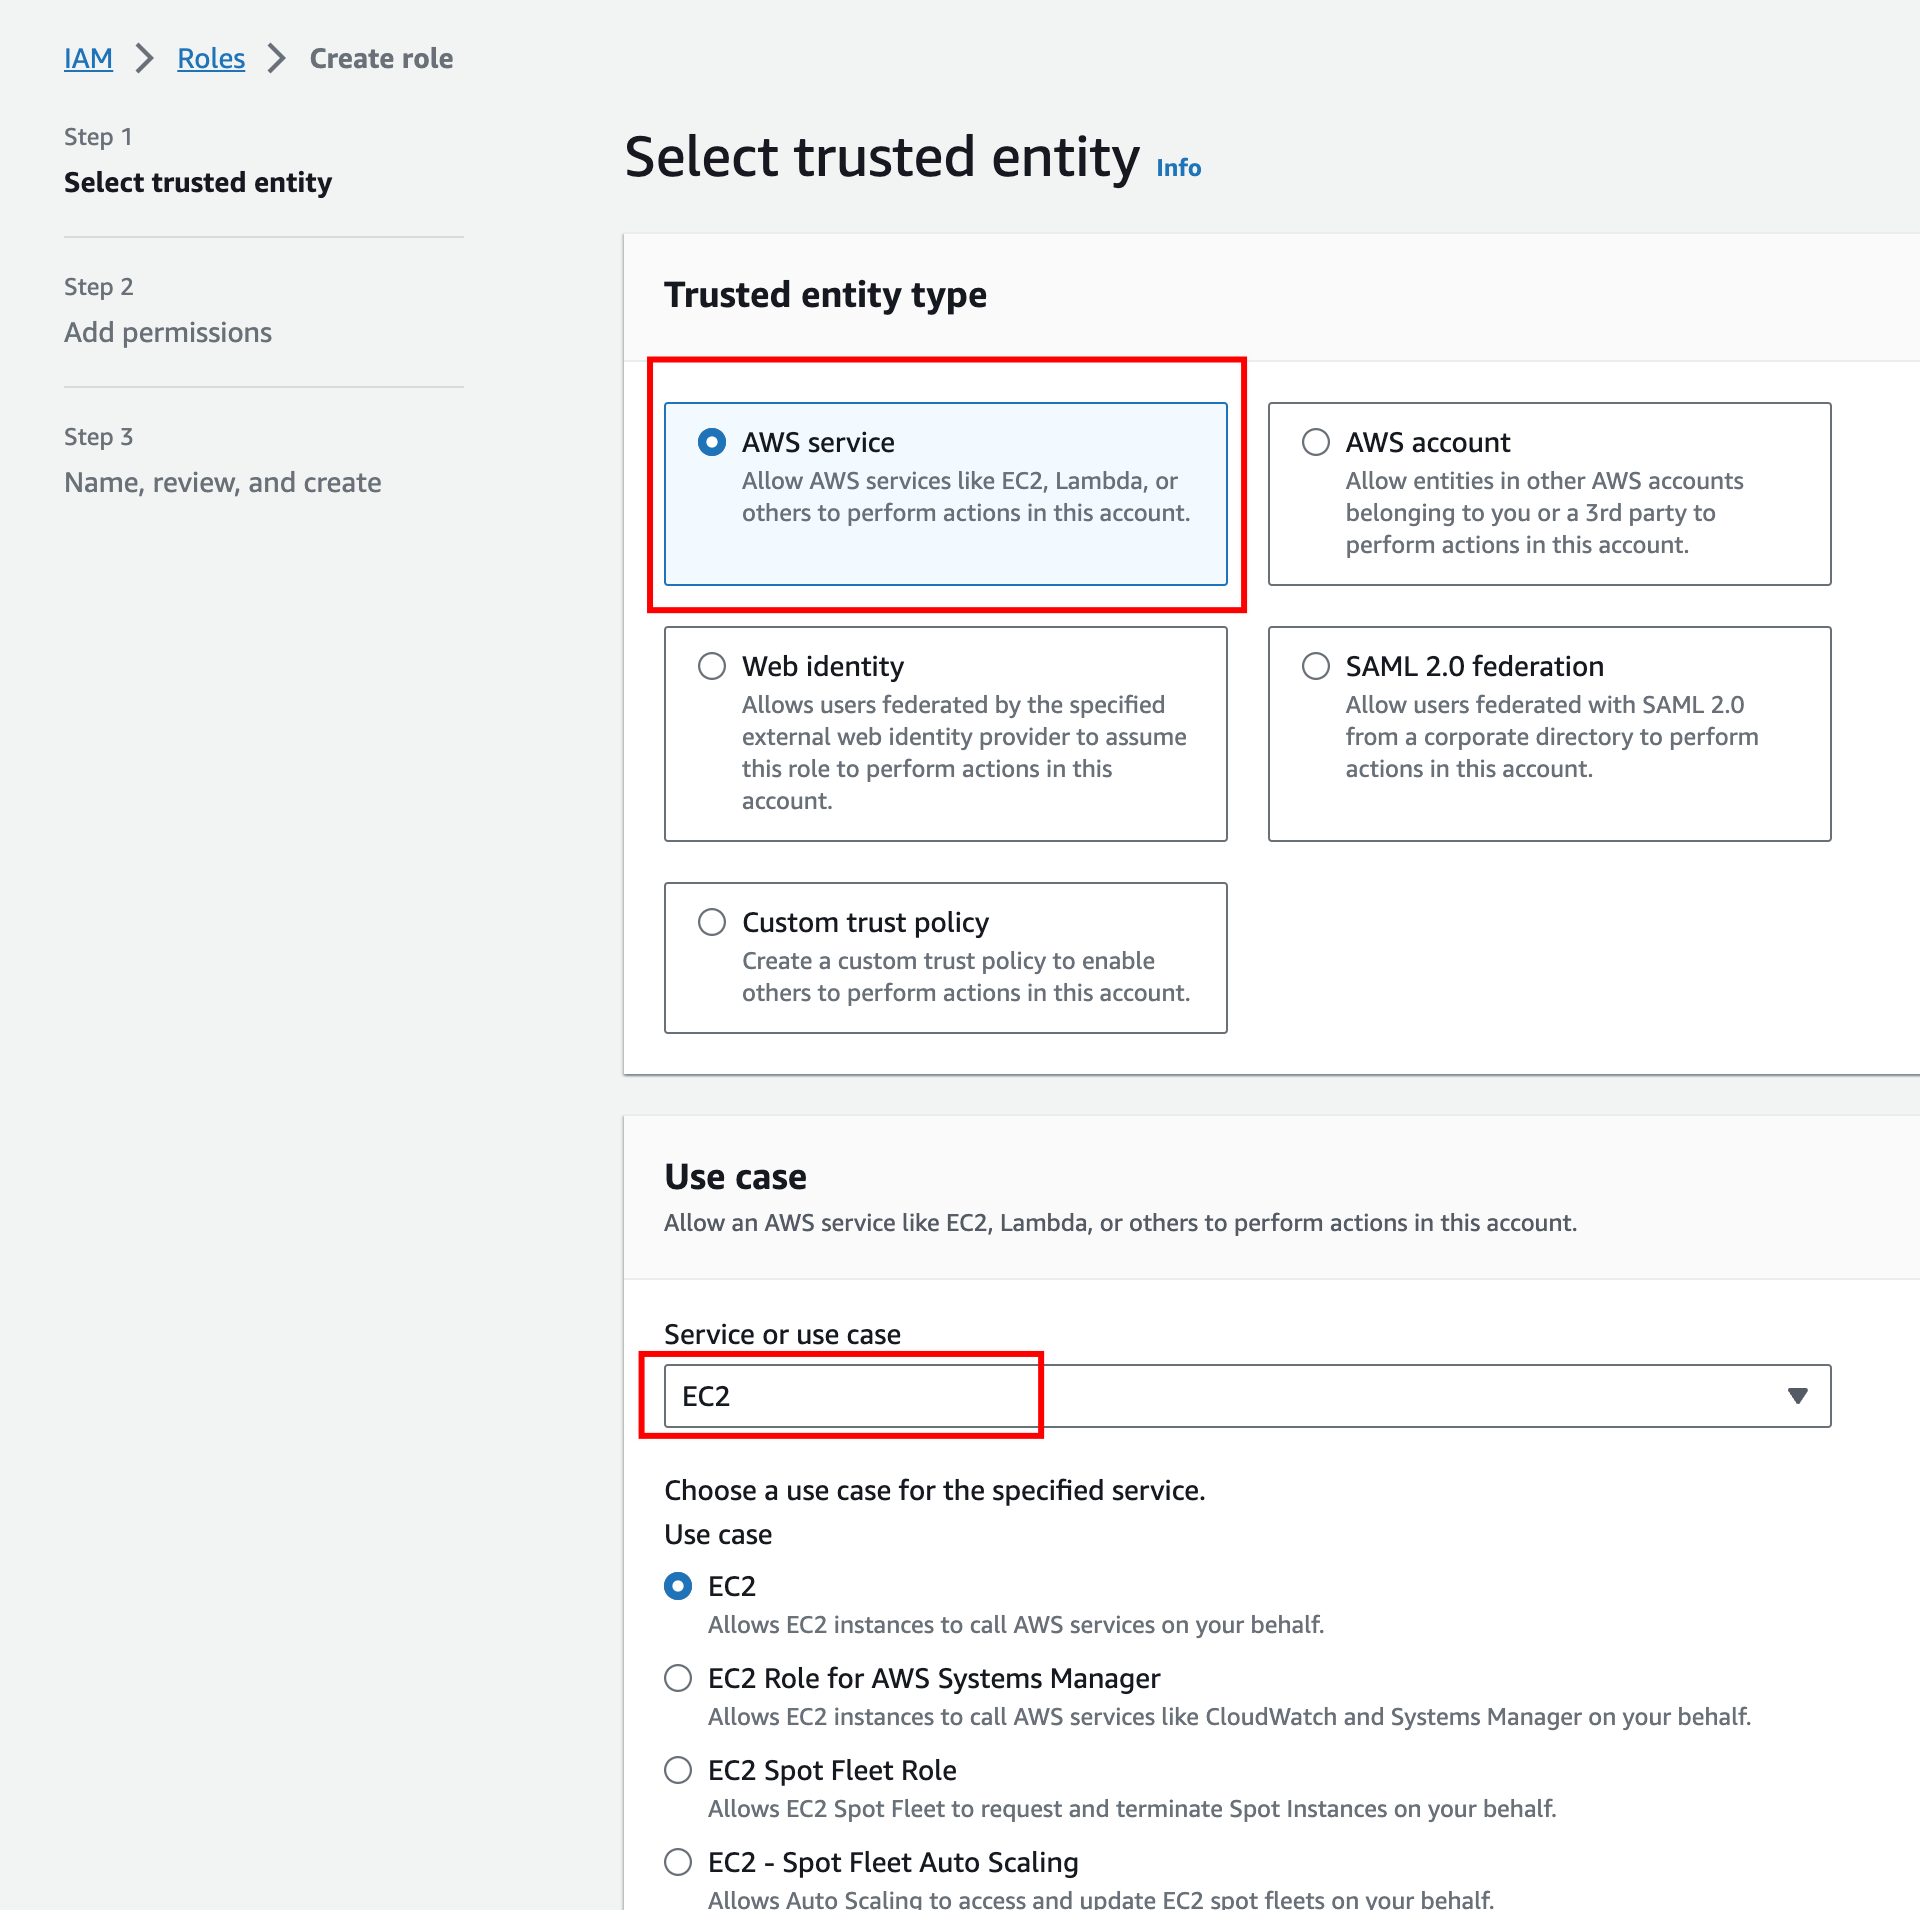 IAM > Roles > Create role
Step 1
Select trusted entity
Step 2
Add permissions
Step 3
Name, review, and create
Select trusted entity Info
Trusted entity type
AWS service
Allow AWS services like EC2, Lambda, or
others to perform actions in this account.
AWS account
Allow entities in other AWS accounts
belonging to you or a 3rd party to
perform actions in this account.
Web identity
Allows users federated by the specified
external web identity provider to assume
this role to perform actions in this
account.
SAML 2.0 federation
Allow users federated with SAML 2.0
from a corporate directory to perform
actions in this account.
Custom trust policy
Create a custom trust policy to enable
others to perform actions in this account.
Use case
Allow an AWS service like EC2, Lambda, or others to perform actions in this account.
Service or use case
EC2
Choose a use case for the specified service.
Use case
EC2
Allows EC2 instances to call AWS services on your behalf.
EC2 Role for AWS Systems Manager
Allows EC2 instances to call AWS services like CloudWatch and Systems Manager on your behalf.
EC2 Spot Fleet Role
Allows EC2 Spot Fleet to request and terminate Spot Instances on your behalf.
EC2 - Spot Fleet Auto Scaling
Allows Auto Scaling to access and update EC2 spot fleets on your behalf.